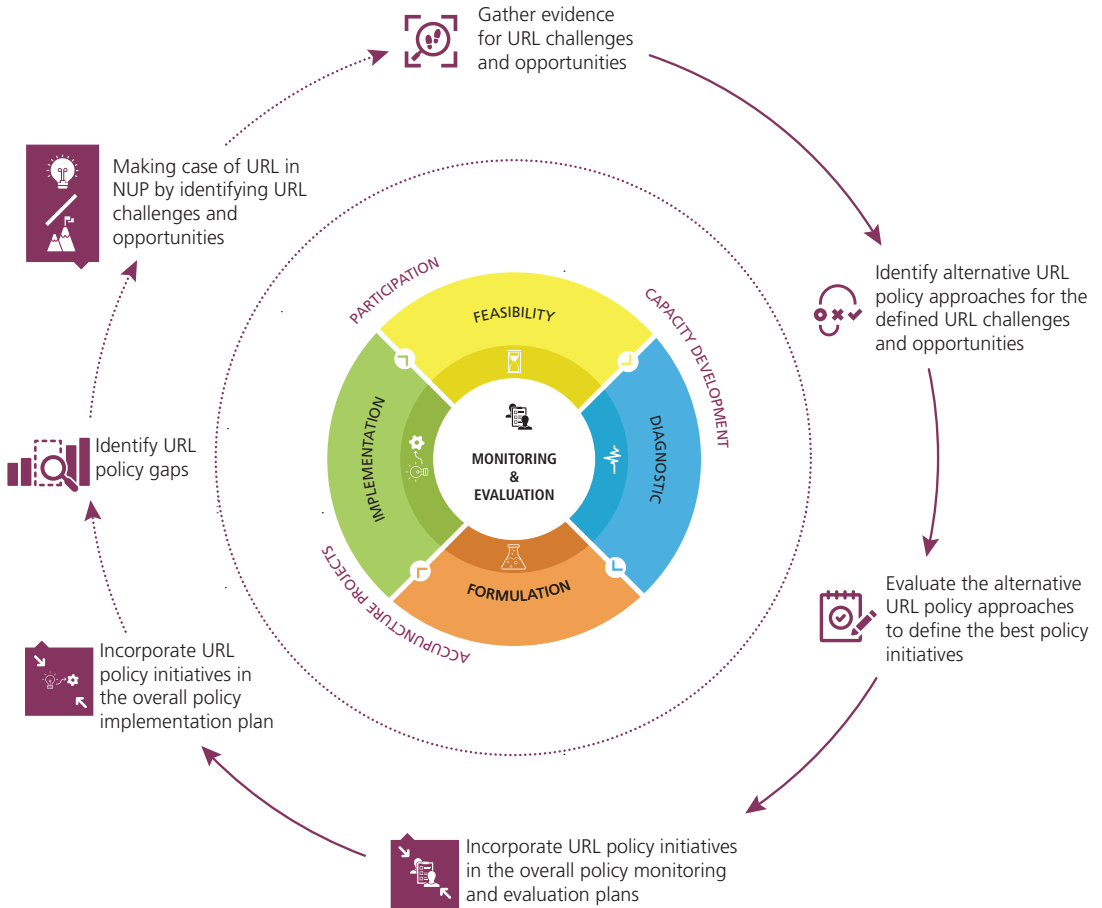 Gather evidence
for URL challenges
and opportunities
Identify alternative URL
policy approaches for the
defined URL challenges
and opportunities
Evaluate the alternative
URL policy approaches
to define the best policy
initiatives
Incorporate URL policy initiatives
in the overall policy monitoring
and evaluation plans
Incorporate URL
policy initiatives in
the overall policy
implementation plan
Identify URL
policy gaps
Making case of URL in
NUP by identifying URL
challenges and
opportunities
PARTICIPATION
CAPACITY DEVELOPMENT
ACCUPUNCTURE PROJECTS
FEASIBILITY
DIAGNOSTIC
FORMULATION
IMPLEMENTATION
MONITORING
&
EVALUATION